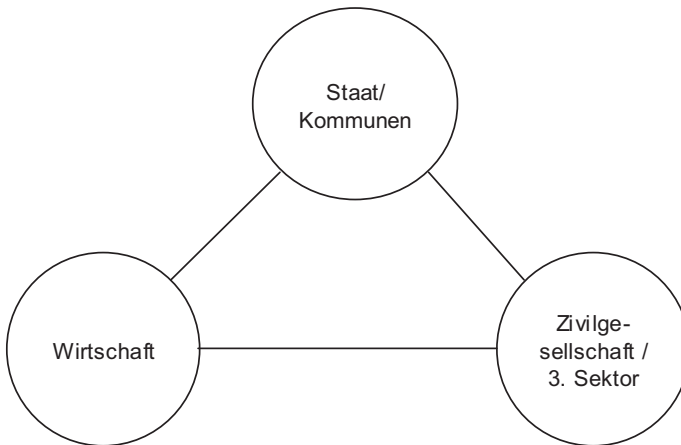 Staat/
Kommunen
Wirtschaft
Zivilge-
sellschaft /
3. Sektor